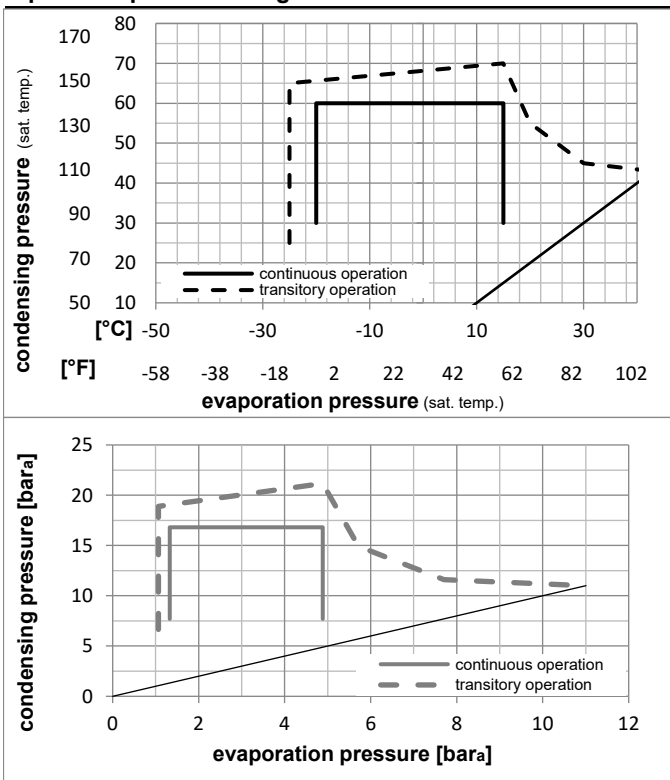 condensing pressure (sat. temp.)
170 80
70
150 60
130 50
110 40
90 30
70 20
50 10
continuous operation
transitory operation
[°C] -50 -30 -10 10 30
[°F] -58 -38 -18 2 22 42 62 82 102
evaporation pressure (sat. temp.)
condensing pressure [bara]
25
20
15
10
5
0
continuous operation
transitory operation
0 2 4 6 8 10 12
evaporation pressure [bara]